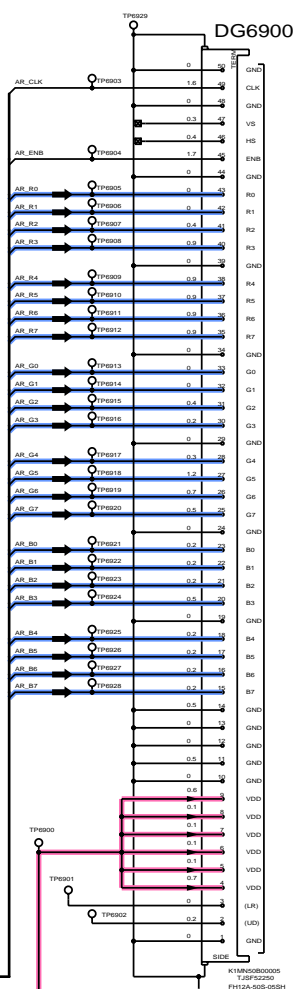 TP6929
DG6900
TERM
0 50 GND
AR_CLK TP6903 1.6 49 CLK
0 48 GND
0.3 47 VS
0.4 46 HS
AR_ENB TP6904 1.7 45 ENB
0 44 GND
AR_R0 TP6905 0 43 R0
AR_R1 TP6906 0 42 R1
AR_R2 TP6907 0.4 41 R2
AR_R3 TP6908 0.9 40 R3
0 39 GND
AR_R4 TP6909 0.9 38 R4
AR_R5 TP6910 0.9 37 R5
AR_R6 TP6911 0.9 36 R6
AR_R7 TP6912 0.9 35 R7
0 34 GND
AR_G0 TP6913 0 33 G0
AR_G1 TP6914 0 32 G1
AR_G2 TP6915 0.4 31 G2
AR_G3 TP6916 0.2 30 G3
0 29 GND
AR_G4 TP6917 0.3 28 G4
AR_G5 TP6918 1.2 27 G5
AR_G6 TP6919 0.7 26 G6
AR_G7 TP6920 0.5 25 G7
0 24 GND
AR_B0 TP6921 0.2 23 B0
AR_B1 TP6922 0.2 22 B1
AR_B2 TP6923 0.2 21 B2
AR_B3 TP6924 0.5 20 B3
0 19 GND
AR_B4 TP6925 0.2 18 B4
AR_B5 TP6926 0.2 17 B5
AR_B6 TP6927 0.2 16 B6
AR_B7 TP6928 0.2 15 B7
0.5 14 GND
0 13 GND
0 12 GND
0.5 11 GND
0 10 GND
0.6 9 VDD
0.1 8 VDD
0.1 7 VDD
TP6900 0.1 6 VDD
0.1 5 VDD
0.7 4 VDD
TP6901 0 3 (LR)
TP6902 0.2 2 (UD)
0 1 GND
SIDE
K1MN50B00005
TJSF52250
FH12A-50S-05SH